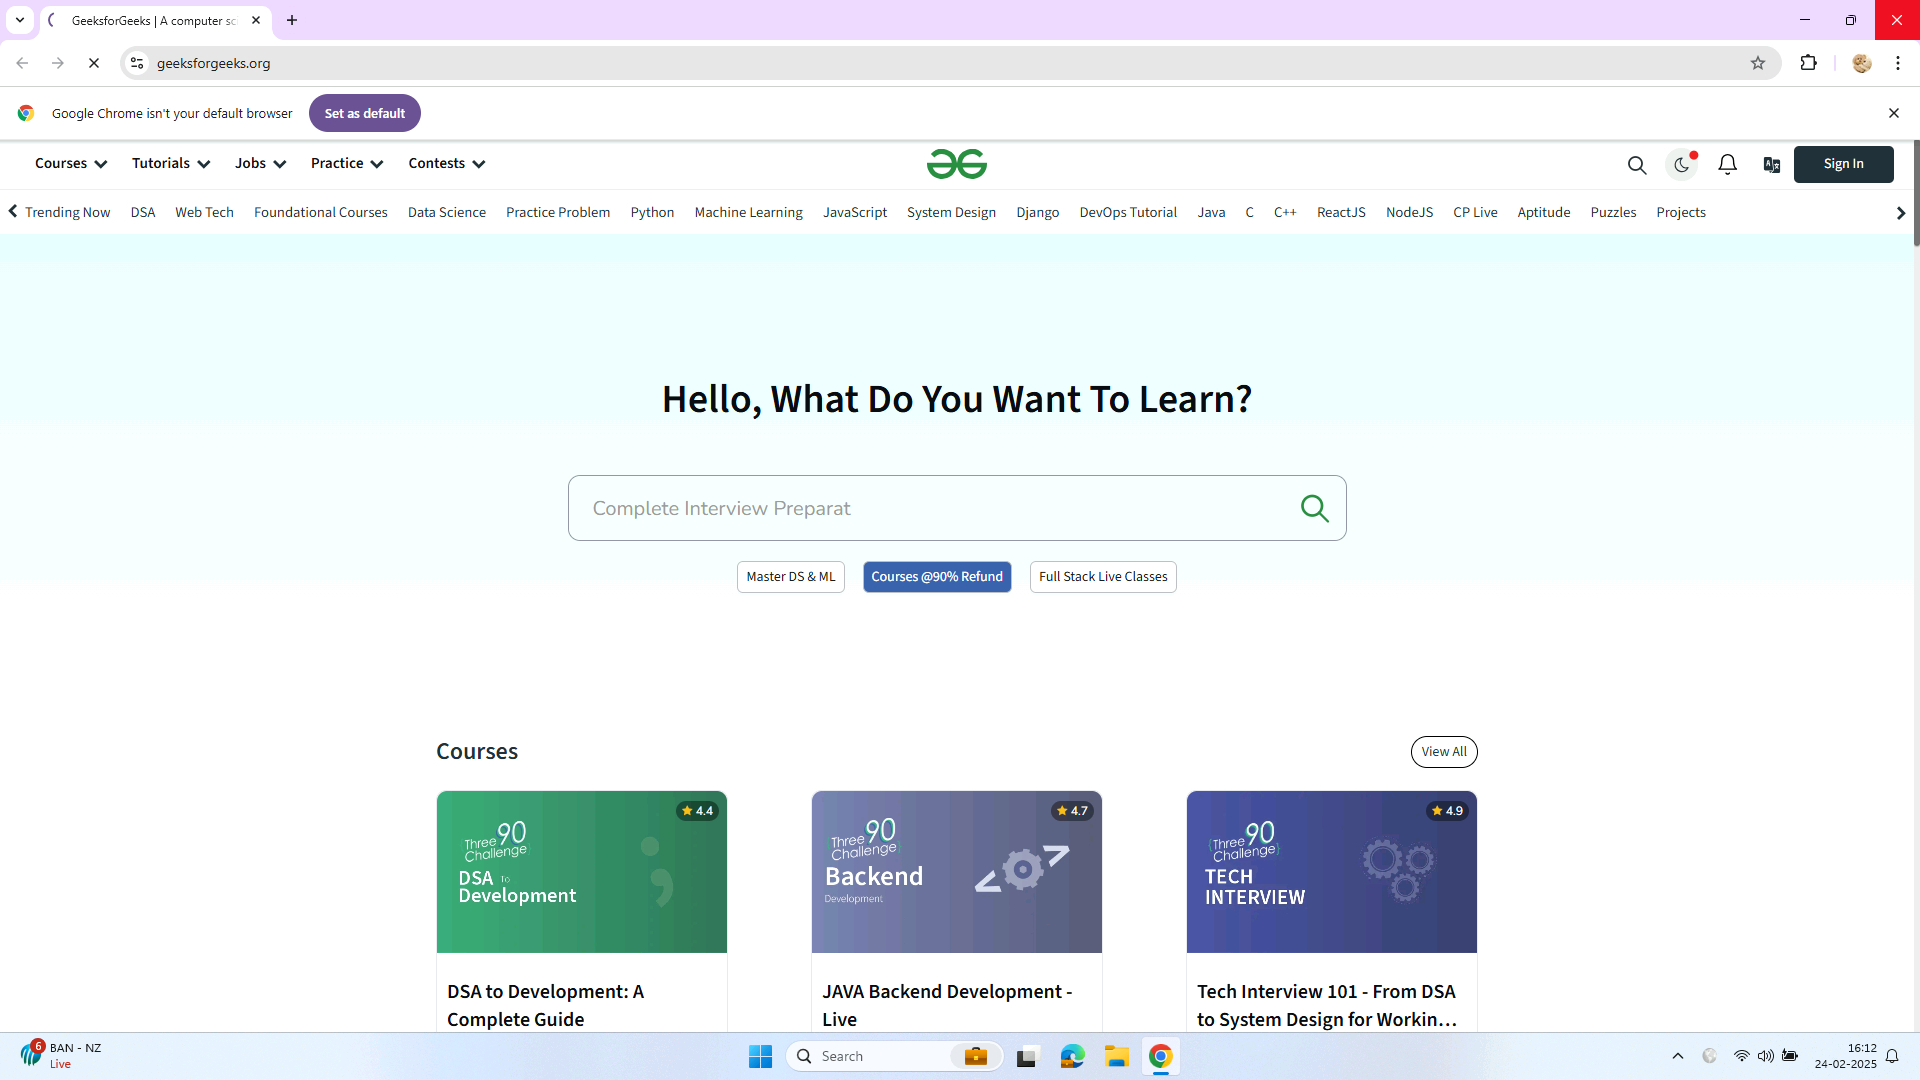 GeeksforGeeks | A computer sc
geeksforgeeks.org
Google Chrome isn't your default browser
Set as default
Courses Tutorials Jobs Practice Contests
Sign In
Trending Now DSA Web Tech Foundational Courses Data Science Practice Problem Python Machine Learning JavaScript System Design Django DevOps Tutorial Java C C++ ReactJS NodeJS CP Live Aptitude Puzzles Projects
Hello, What Do You Want To Learn?
Complete Interview Preparat
Master DS & ML Courses @90% Refund Full Stack Live Classes
Courses
View All
4.4
Three 90 Challenge
DSA To
Development
4.7
Three 90 Challenge
Backend
Development
4.9
{Three 90 Challenge}
TECH
INTERVIEW
DSA to Development: A
Complete Guide
JAVA Backend Development -
Live
Tech Interview 101 - From DSA
to System Design for Workin...
6
BAN - NZ
Live
Search
16:12
24-02-2025